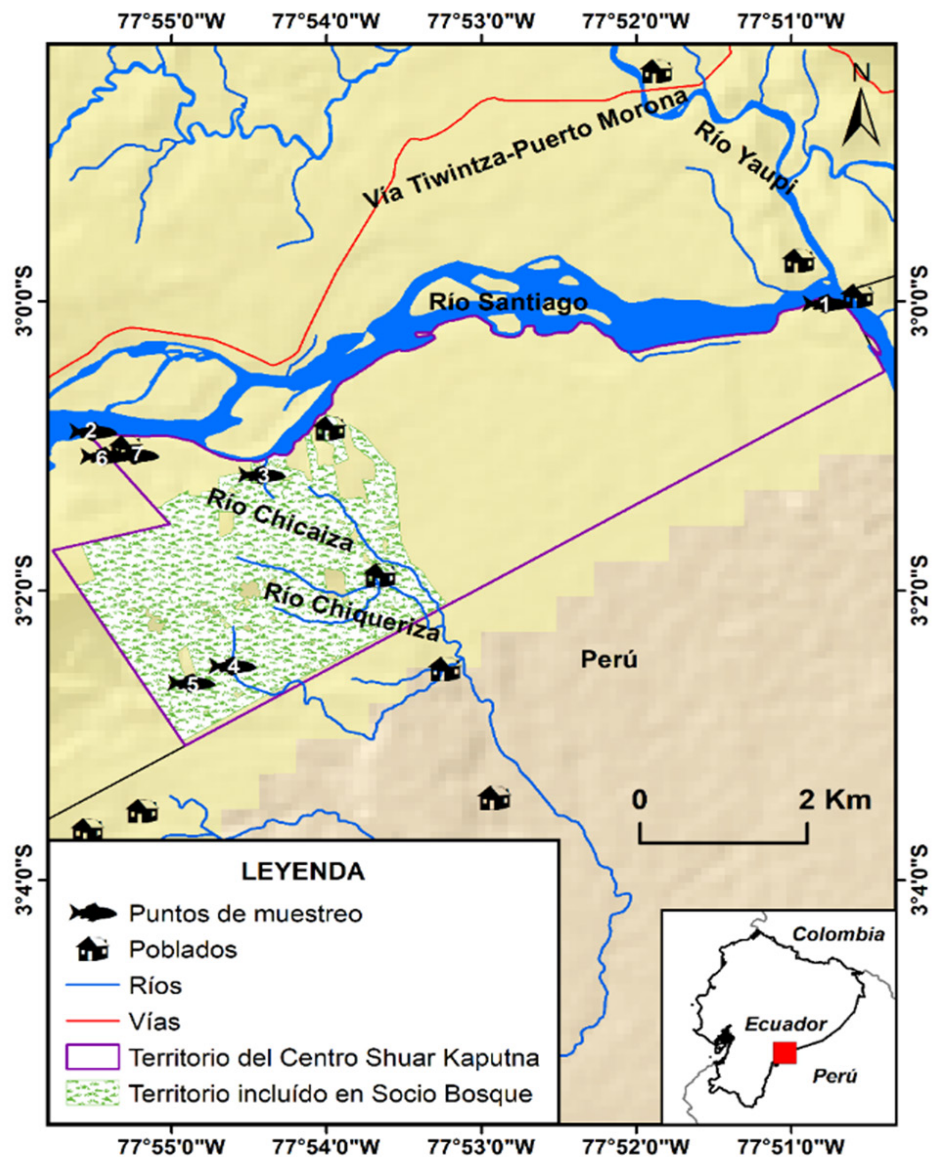 77°55'0"W 77°54'0"W 77°53'0"W 77°52'0"W 77°51'0"W
N
Vía Tiwintza-Puerto Morona
Río Yaupi
3°0'0"S
3°0'0"S
Río Santiago
1
2
6
7
3
Río Chicaiza
Río Chiqueriza
3°2'0"S
3°2'0"S
4
5
Perú
0 2 Km
3°4'0"S
3°4'0"S
LEYENDA
Puntos de muestreo
Poblados
Ríos
Vías
Territorio del Centro Shuar Kaputna
Territorio incluído en Socio Bosque
Colombia
Ecuador
Perú
77°55'0"W 77°54'0"W 77°53'0"W 77°52'0"W 77°51'0"W